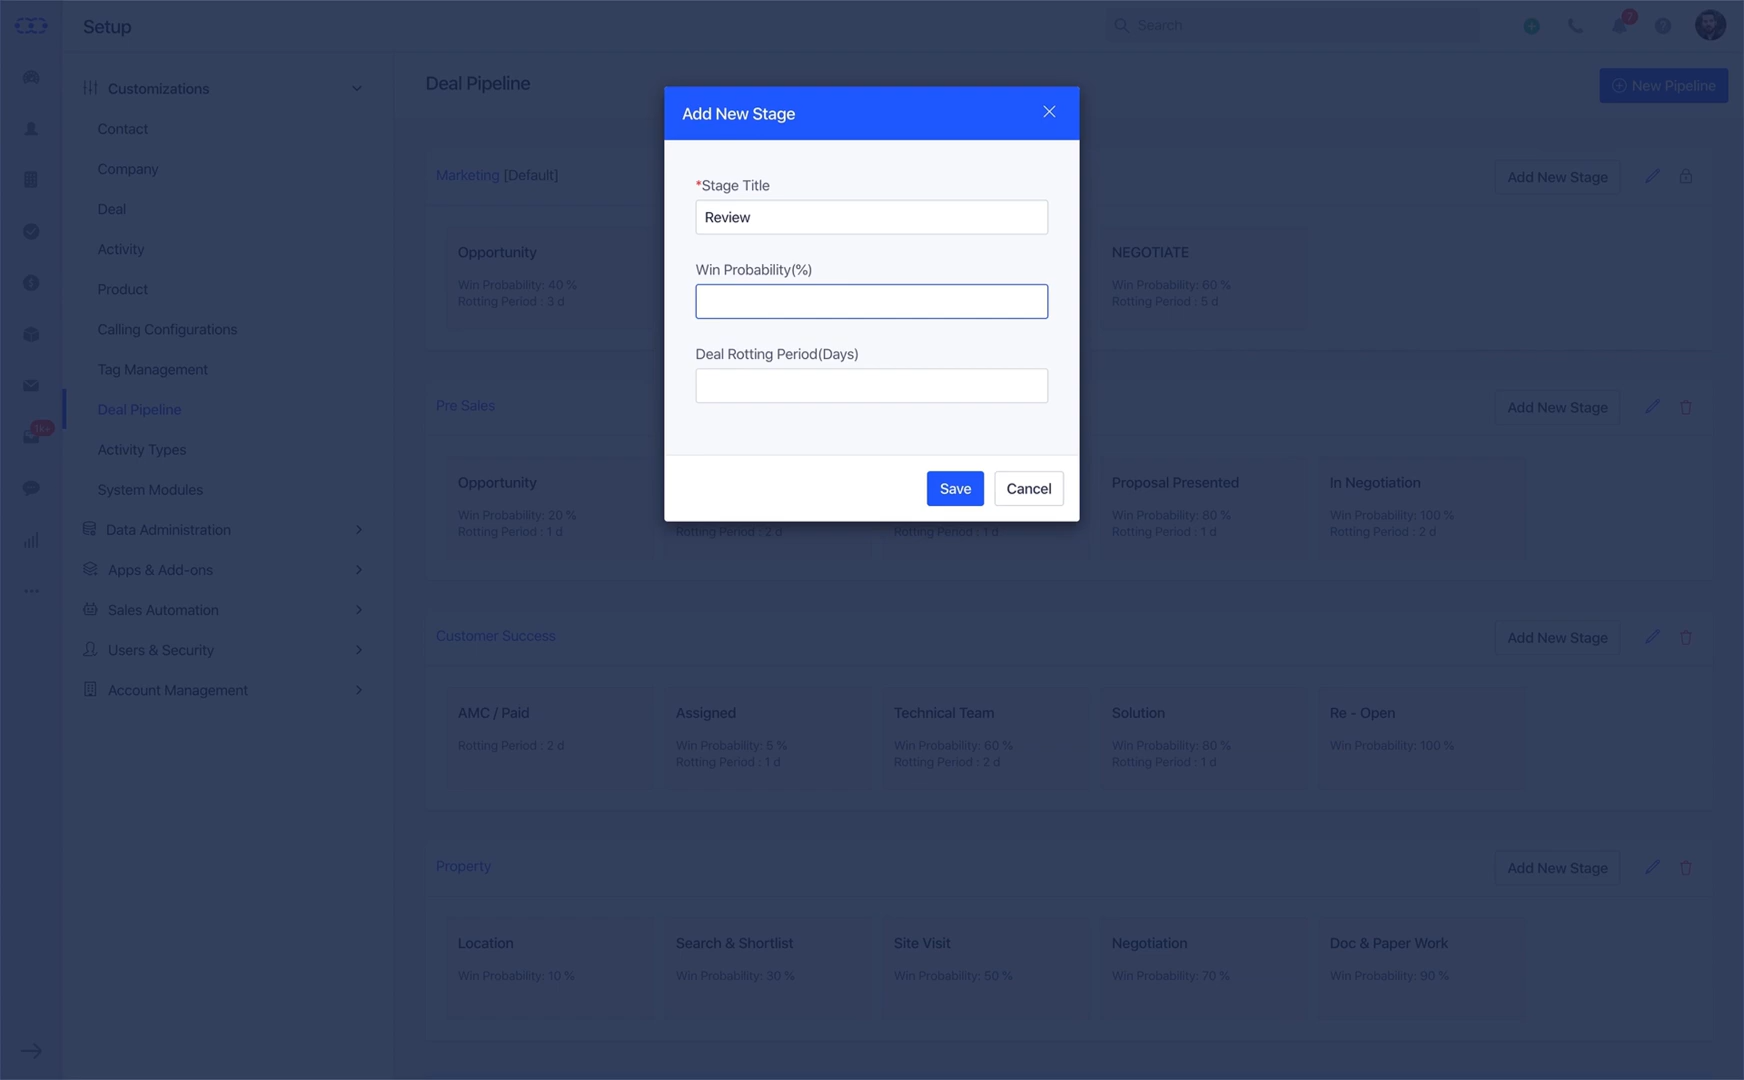 Setup
Search
7
Customizations
Contact
Company
Deal
Activity
Product
Calling Configurations
Tag Management
Deal Pipeline
Activity Types
System Modules
Data Administration
Apps & Add-ons
Sales Automation
Users & Security
Account Management
1k+
Deal Pipeline
New Pipeline
Marketing [Default]
Add New Stage
Opportunity
Win Probability: 40 %
Rotting Period : 3 d
NEGOTIATE
Win Probability: 60 %
Rotting Period : 5 d
Add New Stage
*Stage Title
Review
Win Probability(%)
Deal Rotting Period(Days)
Save
Cancel
Pre Sales
Add New Stage
Opportunity
Win Probability: 20 %
Rotting Period : 1 d
Rotting Period : 2 d
Rotting Period : 1 d
Proposal Presented
Win Probability: 80 %
Rotting Period : 1 d
In Negotiation
Win Probability: 100 %
Rotting Period : 2 d
Customer Success
Add New Stage
AMC / Paid
Rotting Period : 2 d
Assigned
Win Probability: 5 %
Rotting Period : 1 d
Technical Team
Win Probability: 60 %
Rotting Period : 2 d
Solution
Win Probability: 80 %
Rotting Period : 1 d
Re - Open
Win Probability: 100 %
Property
Add New Stage
Location
Win Probability: 10 %
Search & Shortlist
Win Probability: 30 %
Site Visit
Win Probability: 50 %
Negotiation
Win Probability: 70 %
Doc & Paper Work
Win Probability: 90 %